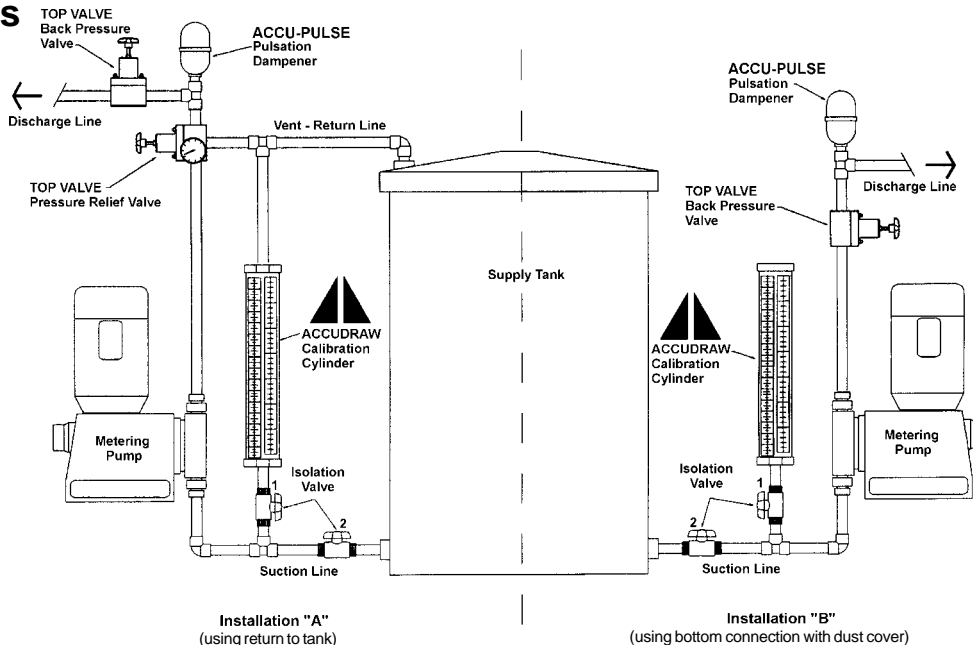 S
TOP VALVE
Back Pressure
Valve
ACCU-PULSE
Pulsation
Dampener
Discharge Line
Vent - Return Line
TOP VALVE
Pressure Relief Valve
ACCUDRAW
Calibration
Cylinder
Metering
Pump
Isolation
Valve
1
2
Suction Line
Installation "A"
(using return to tank)
Supply Tank
ACCU-PULSE
Pulsation
Dampener
Discharge Line
TOP VALVE
Back Pressure
Valve
ACCUDRAW
Calibration
Cylinder
Metering
Pump
Isolation
Valve
1
2
Suction Line
Installation "B"
(using bottom connection with dust cover)